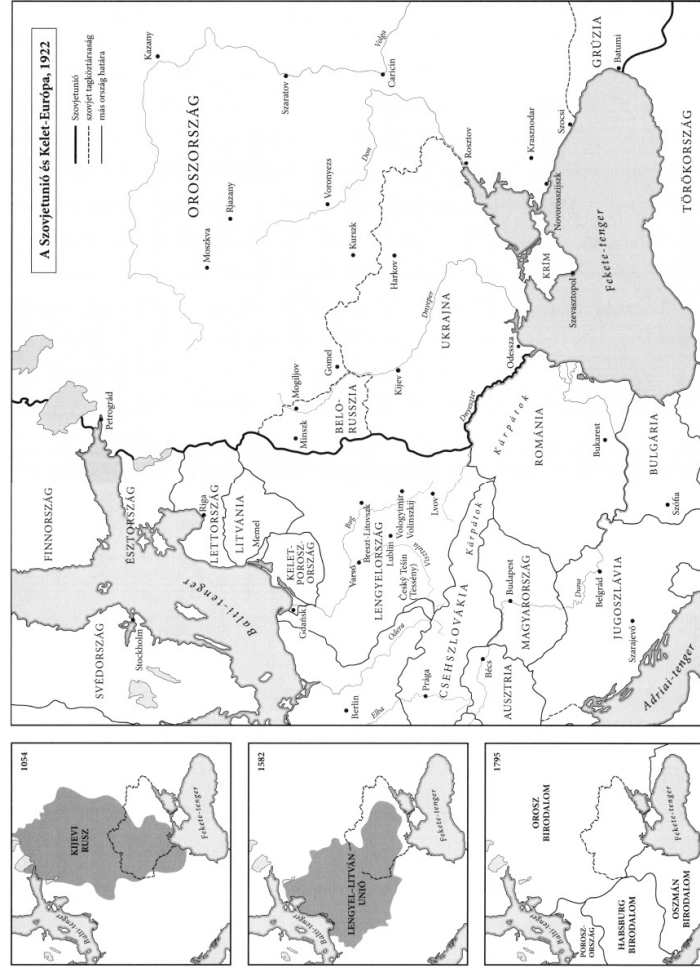 A Szovjetunió és Kelet-Európa, 1922
Szovjetunió
szovjet tagköztársaság
más ország határa
FINNORSZÁG
SVÉDORSZÁG
Stockholm
Petrográd
ÉSZTORSZÁG
Balti-tenger
Riga
LETTORSZÁG
LITVÁNIA
Memel
KELET-
POROSZ-
ORSZÁG
Gdańsk
Kazany
Volga
OROSZORSZÁG
Moszkva
Rjazany
Szaratov
Caricin
Voronyezs
Don
Kurszk
Harkov
Rosztov
Minszk
Mogiljov
Gomel
BELO-
RUSSZIA
Kijev
Dnyeper
UKRAJNA
Berlin
Elba
Odera
Varsó
Bug
Breszt-Litovszk
LENGYELORSZÁG
Lublin
Vologyimir
Volinszkij
Český Tešín
(Tessény)
Visztula
Lvov
Prága
CSEHSZLOVÁKIA
Kárpátok
Dnyeszter
Bécs
AUSZTRIA
Budapest
MAGYARORSZÁG
Kárpátok
ROMÁNIA
Bukarest
Odessza
KRÍM
Szevasztopol
Krasznodar
Novorosszijszk
Szocsi
GRÚZIA
Batumi
Fekete-tenger
TÖRÖKORSZÁG
Duna
Belgrád
JUGOSZLÁVIA
Szarajevó
Adriai-tenger
Szófia
BULGÁRIA
1054
KIJEVI
RUSZ
Balti-tenger
Fekete-tenger
1582
LENGYEL–LITVÁN
UNIÓ
Balti-tenger
Fekete-tenger
1795
OROSZ
BIRODALOM
Balti-tenger
POROSZ-
ORSZÁG
HABSBURG
BIRODALOM
OSZMÁN
BIRODALOM
Fekete-tenger